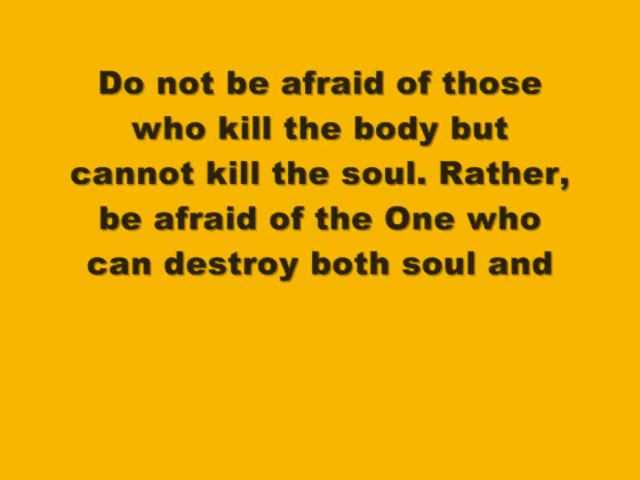 Do not be afraid of those
who kill the body but
cannot kill the soul. Rather,
be afraid of the One who
can destroy both soul and